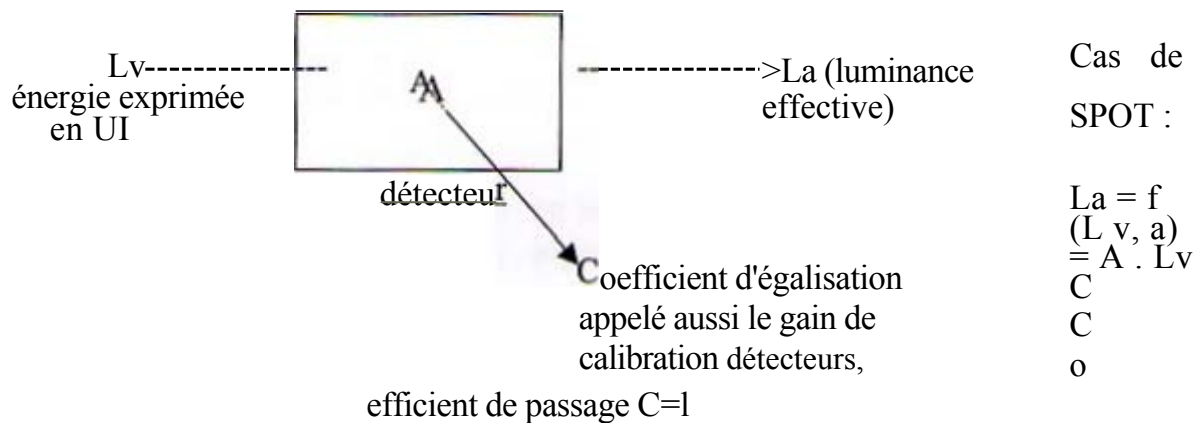 Lv----------------- --- -- ----------------->La (luminance
énergie exprimée
en UI
effective)
AA
détecteur
Coefficient d'égalisation
appelé aussi le gain de
calibration détecteurs,
efficient de passage C=l
Cas de
SPOT :
La = f
(L v, a)
= A . Lv
C
C
o